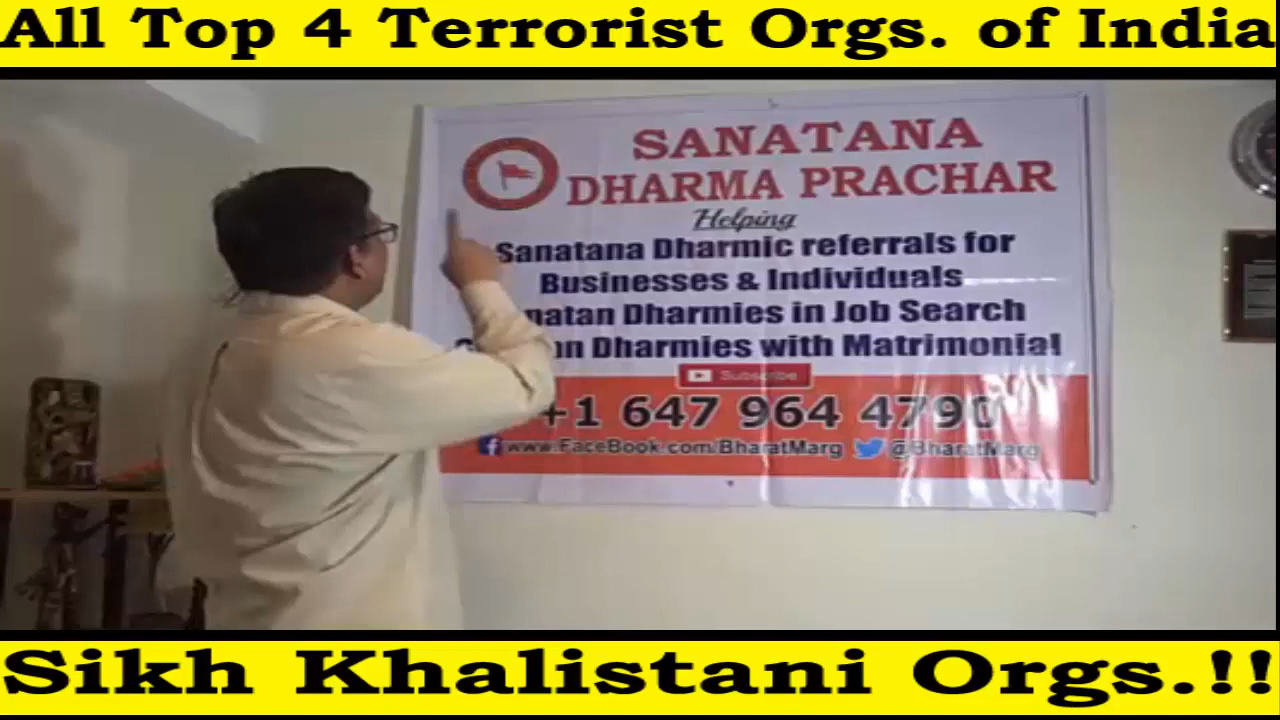 All Top 4 Terrorist Orgs. of India
SANATANA
DHARMA PRACHAR
Helping
Sanatana Dharmic referrals for
Businesses & Individuals
Dharmies in Job Search
Dharmies with Matrimonial
Subscribe
+1 647 964 4790
www.FaceBook.com/BharatMarg @BharatMarg
Sikh Khalistani Orgs.!!